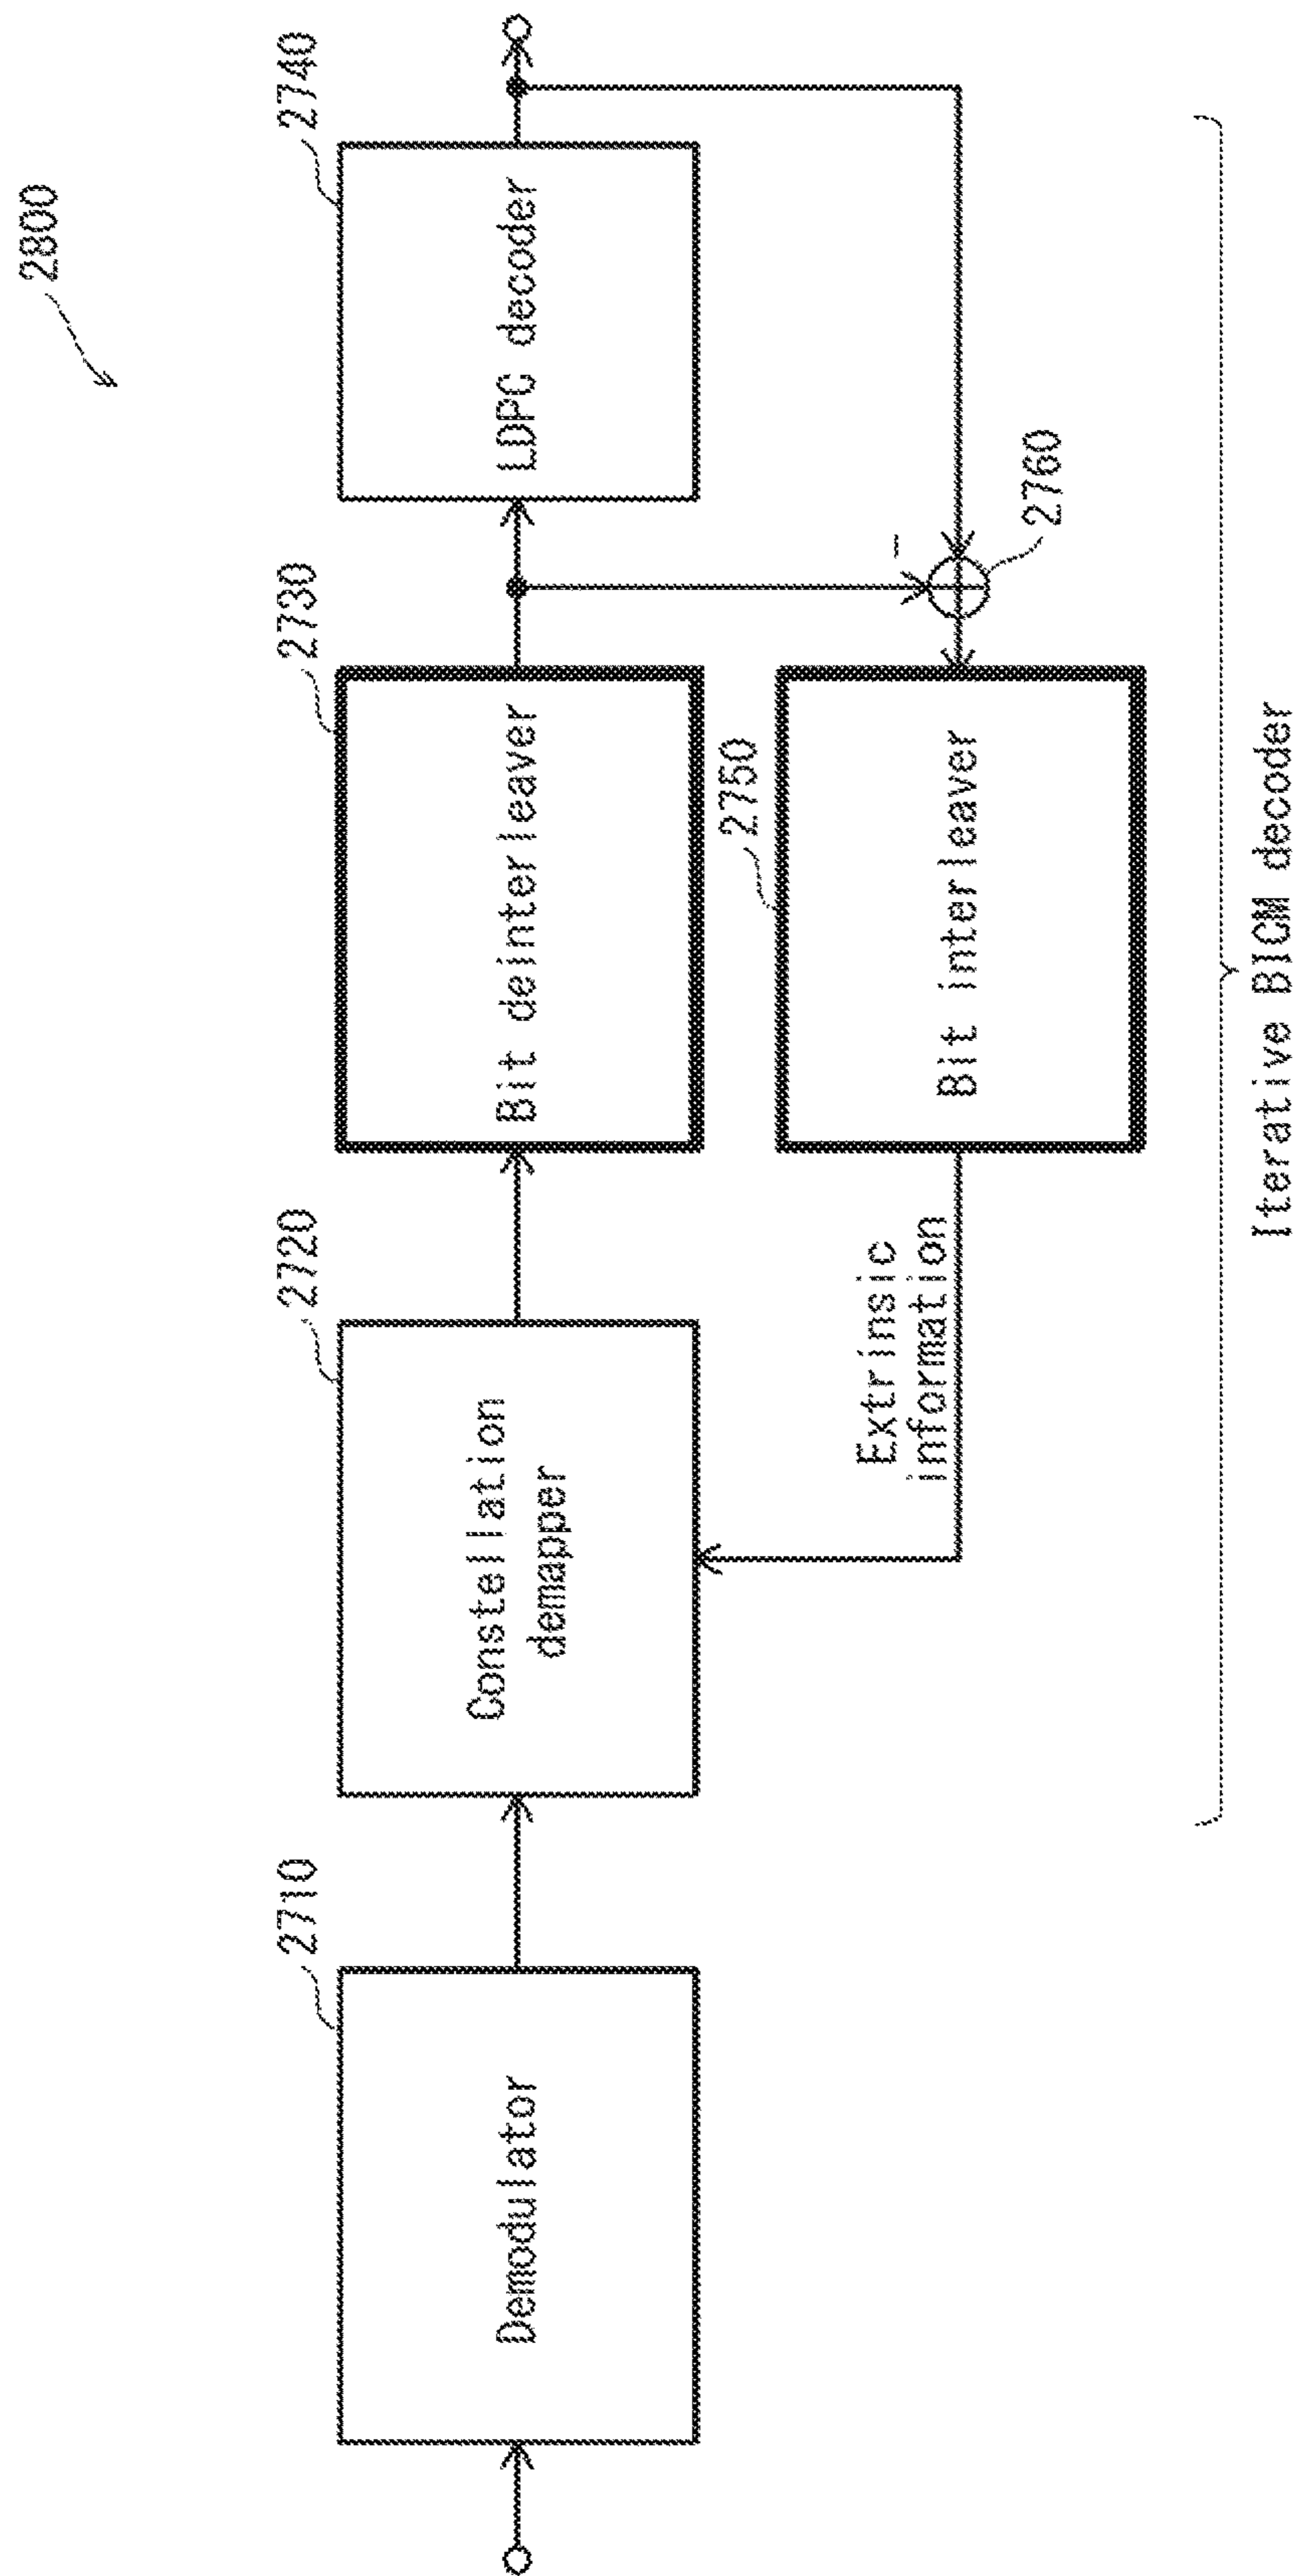 2800
2710
2720
2730
2740
Demodulator
Constellation
demapper
Bit deinterleaver
LDPC decoder
-
2750
2760
Extrinsic
information
Bit interleaver
Iterative BICM decoder